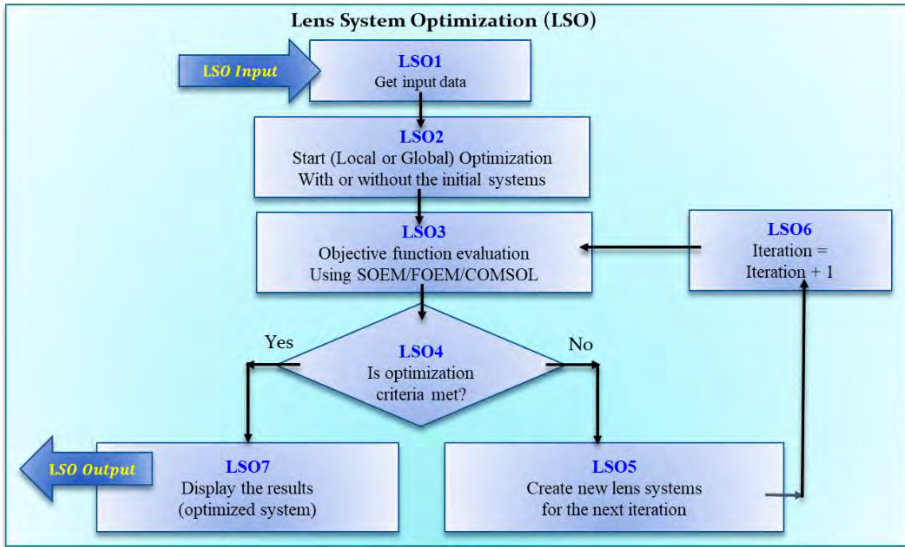 Lens System Optimization (LSO)
LSO Input
LSO1
Get input data
LSO2
Start (Local or Global) Optimization
With or without the initial systems
LSO3
Objective function evaluation
Using SOEM/FOEM/COMSOL
LSO6
Iteration =
Iteration + 1
Yes
No
LSO4
Is optimization
criteria met?
LSO Output
LSO7
Display the results
(optimized system)
LSO5
Create new lens systems
for the next iteration